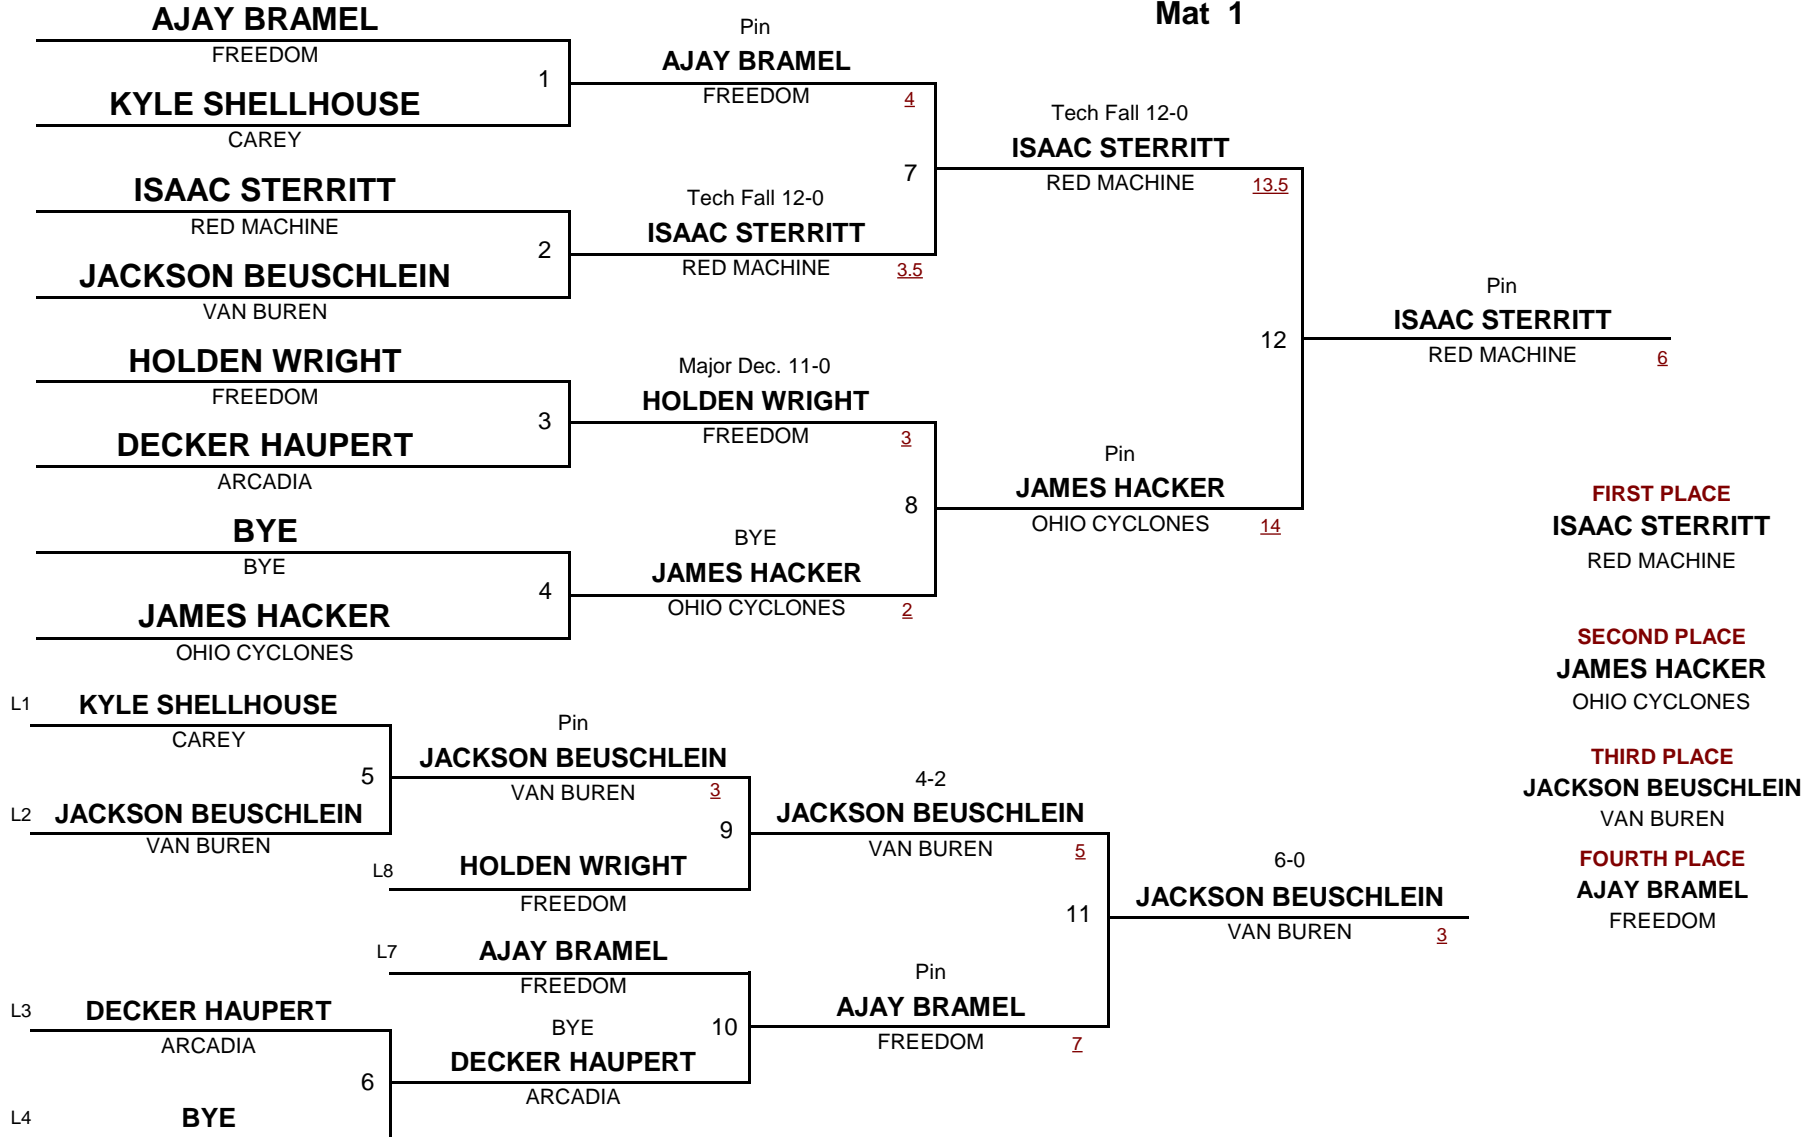 Mat 1
AJAY BRAMEL
FREEDOM
1
KYLE SHELLHOUSE
CAREY
ISAAC STERRITT
RED MACHINE
2
JACKSON BEUSCHLEIN
VAN BUREN
HOLDEN WRIGHT
FREEDOM
3
DECKER HAUPERT
ARCADIA
BYE
BYE
4
JAMES HACKER
OHIO CYCLONES
Pin
AJAY BRAMEL
FREEDOM 4
7
Tech Fall 12-0
ISAAC STERRITT
RED MACHINE 3.5
Major Dec. 11-0
HOLDEN WRIGHT
FREEDOM 3
8
BYE
JAMES HACKER
OHIO CYCLONES 2
Tech Fall 12-0
ISAAC STERRITT
RED MACHINE 13.5
12
Pin
JAMES HACKER
OHIO CYCLONES 14
Pin
ISAAC STERRITT
RED MACHINE 6
L1 KYLE SHELLHOUSE
CAREY
5
L2 JACKSON BEUSCHLEIN
VAN BUREN
L3 DECKER HAUPERT
ARCADIA
6
L4 BYE
Pin
JACKSON BEUSCHLEIN
VAN BUREN 3
9
L8 HOLDEN WRIGHT
FREEDOM
L7 AJAY BRAMEL
FREEDOM
10
BYE
DECKER HAUPERT
ARCADIA
4-2
JACKSON BEUSCHLEIN
VAN BUREN 5
11
Pin
AJAY BRAMEL
FREEDOM 7
6-0
JACKSON BEUSCHLEIN
VAN BUREN 3
FIRST PLACE
ISAAC STERRITT
RED MACHINE
SECOND PLACE
JAMES HACKER
OHIO CYCLONES
THIRD PLACE
JACKSON BEUSCHLEIN
VAN BUREN
FOURTH PLACE
AJAY BRAMEL
FREEDOM